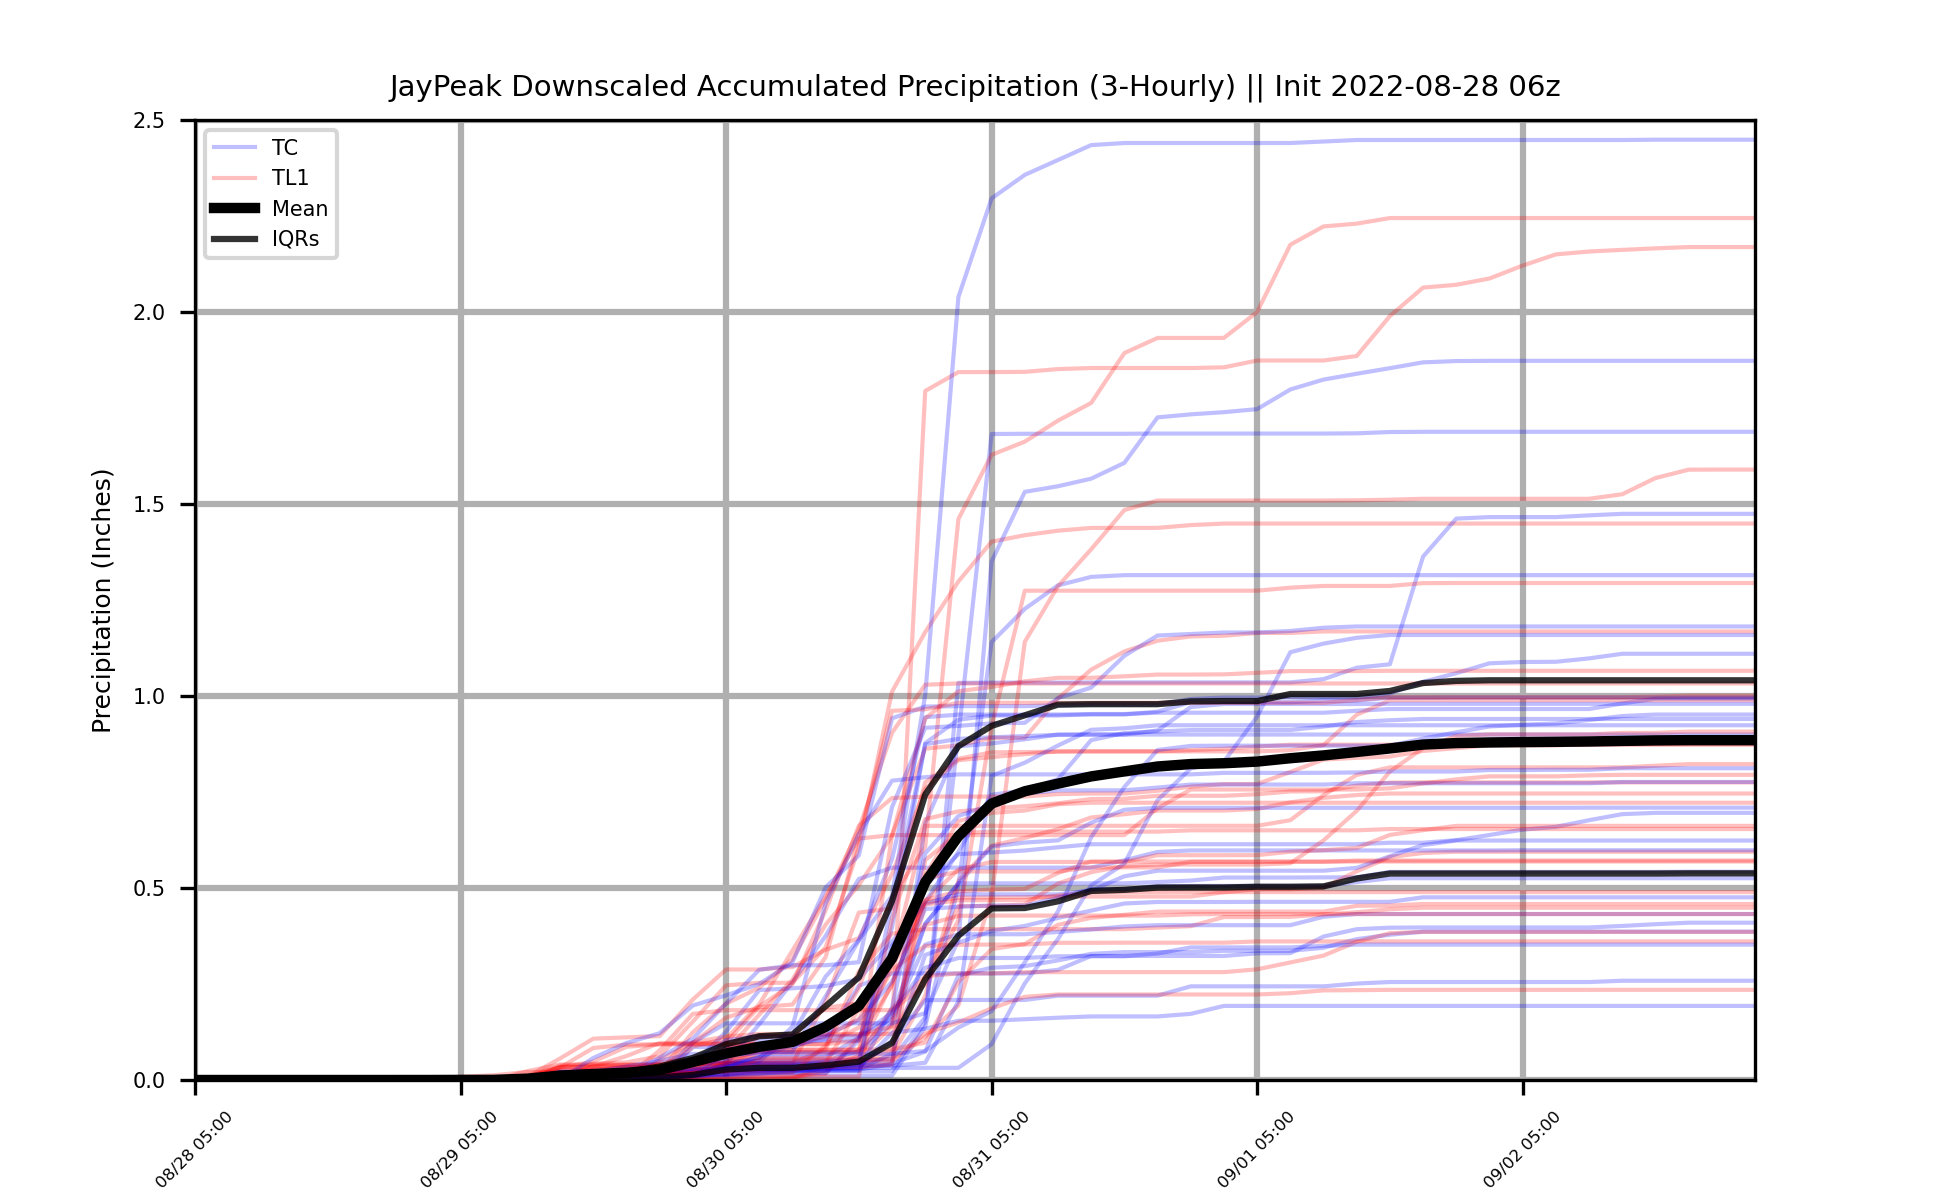 JayPeak Downscaled Accumulated Precipitation (3-Hourly) || Init 2022-08-28 06z
2.5
2.0
1.5
1.0
0.5
0.0
Precipitation (Inches)
TC
TL1
Mean
IQRs
08/28 05:00
08/29 05:00
08/30 05:00
08/31 05:00
09/01 05:00
09/02 05:00